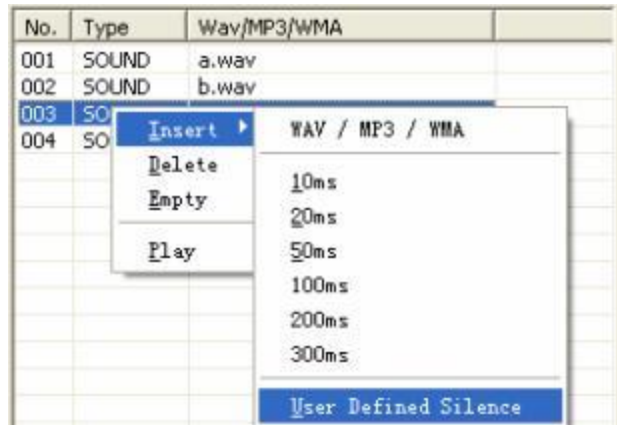 No. Type Wav/MP3/WMA
001 SOUND a.wav
002 SOUND b.wav
003 SO
004 SO
Insert
Delete
Empty
Play
WAV / MP3 / WMA
10ms
20ms
50ms
100ms
200ms
300ms
User Defined Silence